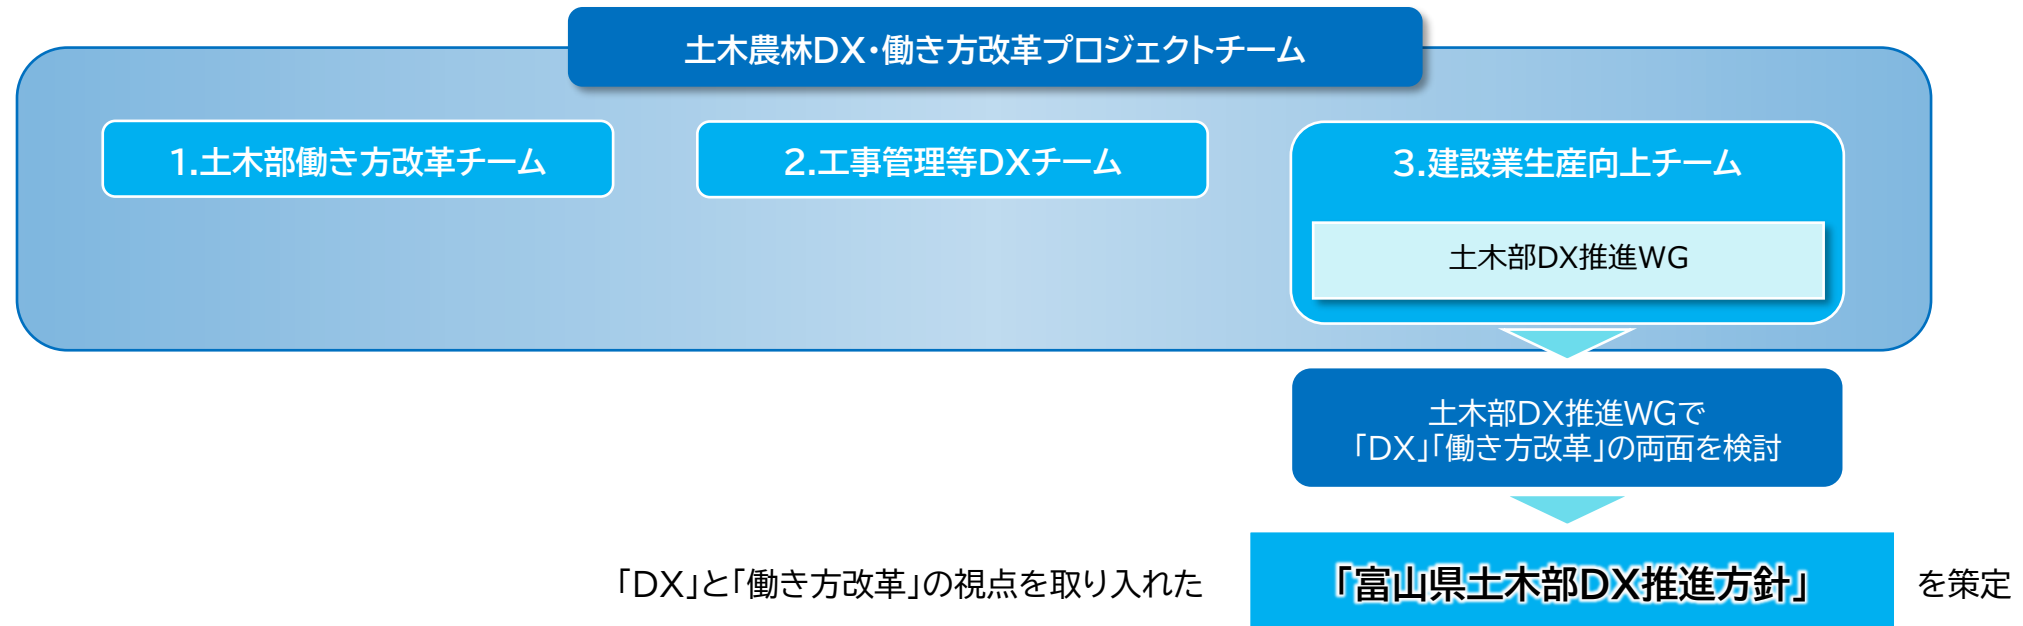 土木農林DX・働き方改革プロジェクトチーム
1.土木部働き方改革チーム
2.工事管理等DXチーム
3.建設業生産向上チーム
土木部DX推進WG
土木部DX推進WGで
「DX」「働き方改革」の両面を検討
「DX」と「働き方改革」の視点を取り入れた 「富山県土木部DX推進方針」 を策定